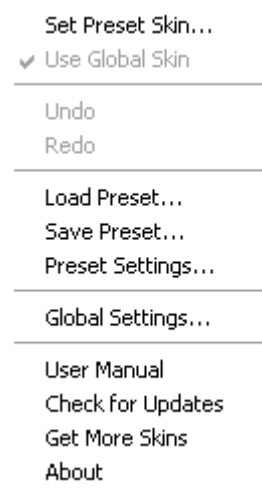 Set Preset Skin...
Use Global Skin
Undo
Redo
Load Preset...
Save Preset...
Preset Settings...
Global Settings...
User Manual
Check for Updates
Get More Skins
About